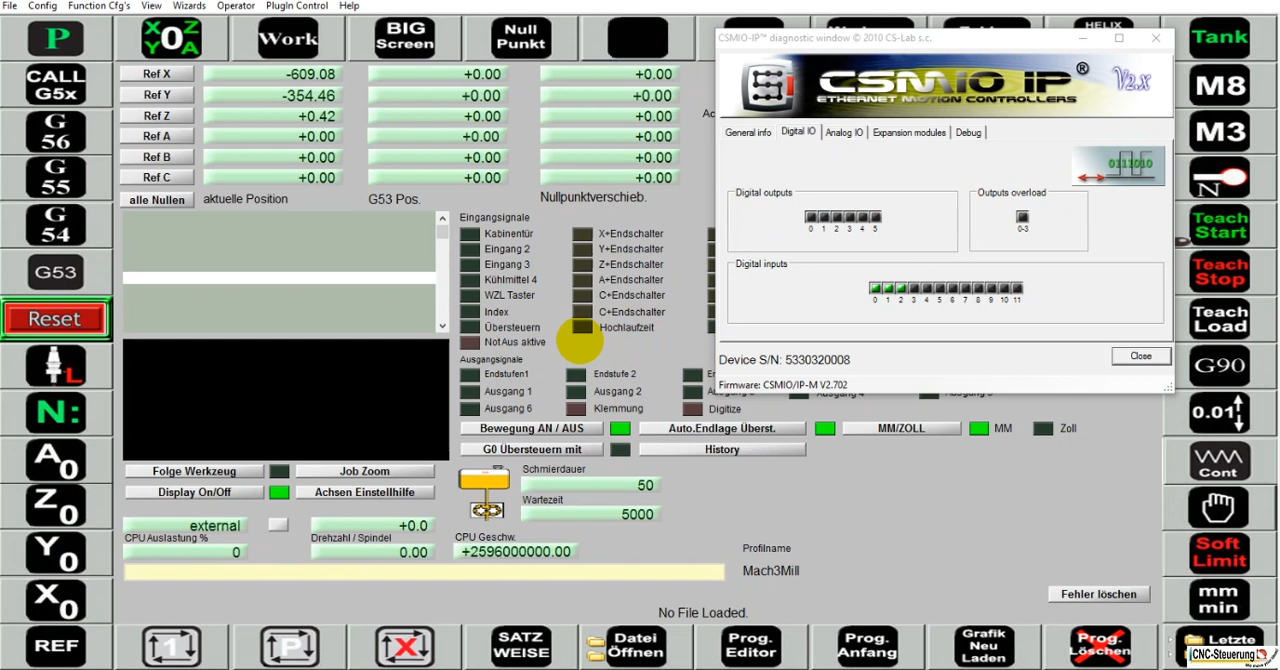 File Config Function Cfg's View Wizards Operator PlugIn Control Help
P
X 0 Z Y A
Work
BIG Screen
Null Punkt
HELIX
Tank
CSMIO-IP™ diagnostic window © 2010 CS-Lab s.c.
CSMIO IP® V2.x
ETHERNET MOTION CONTROLLERS
General info Digital IO Analog IO Expansion modules Debug
0111010
Digital outputs
0 1 2 3 4 5
Outputs overload
0-3
Digital inputs
0 1 2 3 4 5 6 7 8 9 10 11
Device S/N: 5330320008
Close
Firmware: CSMIO/IP-M V2.702
CALL G5x
G 56
G 55
G 54
G53
Reset
L
N:
A0
Z0
Y0
X0
REF
Ref X -609.08 +0.00 +0.00
Ref Y -354.46 +0.00 +0.00
Ref Z +0.42 +0.00 +0.00
Ref A +0.00 +0.00 +0.00
Ref B +0.00 +0.00 +0.00
Ref C +0.00 +0.00 +0.00
alle Nullen aktuelle Position G53 Pos. Nullpunktverschieb.
Eingangsignale
Kabinentür X+Endschalter
Eingang 2 Y+Endschalter
Eingang 3 Z+Endschalter
Kühlmittel 4 A+Endschalter
WZL Taster C+Endschalter
Index C+Endschalter
Übersteuern Hochlaufzeit
NotAus aktive
Ausgangsignale
Endstufen1 Endstufe 2
Ausgang 1 Ausgang 2
Ausgang 6 Klemmung Digitize
Bewegung AN / AUS Auto.Endlage Überst. MM/ZOLL MM Zoll
G0 Übersteuern mit History
Folge Werkzeug Job Zoom
Display On/Off Achsen Einstellhilfe
Schmierdauer
50
Wartezeit
5000
external +0.0
CPU Auslastung % Drehzahl / Spindel CPU Geschw.
0 0.00 +2596000000.00
Profilname
Mach3Mill
Fehler löschen
No File Loaded.
M8
M3
N
Teach Start
Teach Stop
Teach Load
G90
0.01
Cont
Soft Limit
mm min
1
P
X
SATZ WEISE
Datei Öffnen
Prog. Editor
Prog. Anfang
Grafik Neu Laden
Prog. Löschen
Letzte
CNC-Steuerung